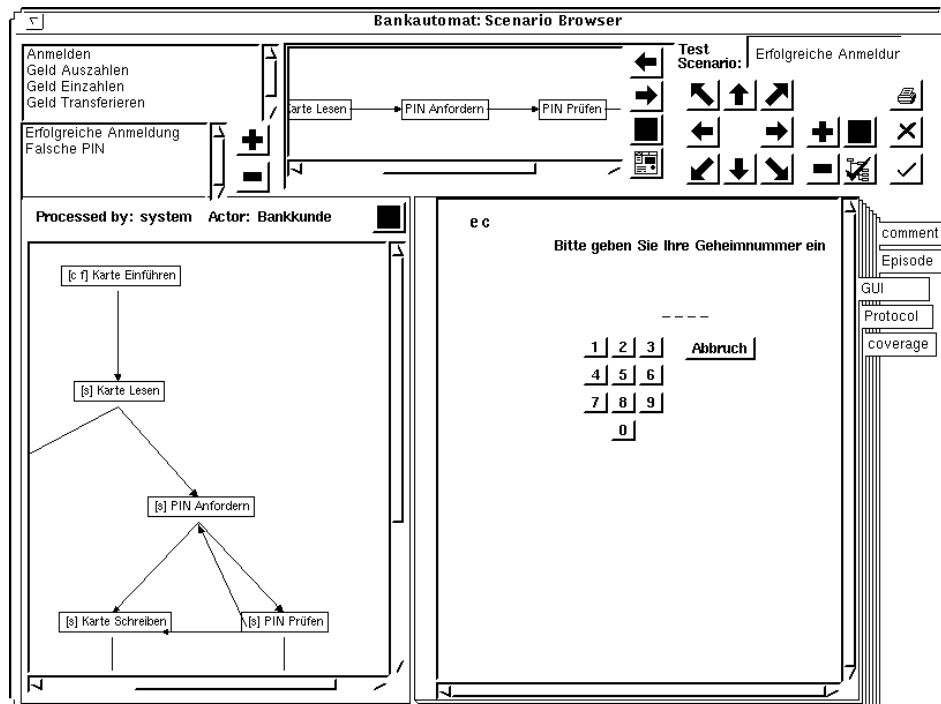 Bankautomat: Scenario Browser
Anmelden
Geld Auszahlen
Geld Einzahlen
Geld Transferieren
Erfolgreiche Anmeldung
Falsche PIN
Karte Lesen
PIN Anfordern
PIN Prüfen
Test
Scenario:
Erfolgreiche Anmeldur
Processed by: system Actor: Bankkunde
[c f] Karte Einführen
[s] Karte Lesen
[s] PIN Anfordern
[s] Karte Schreiben
[s] PIN Prüfen
e c
Bitte geben Sie Ihre Geheimnummer ein
_ _ _ _
1 2 3
Abbruch
4 5 6
7 8 9
0
comment
Episode
GUI
Protocol
coverage